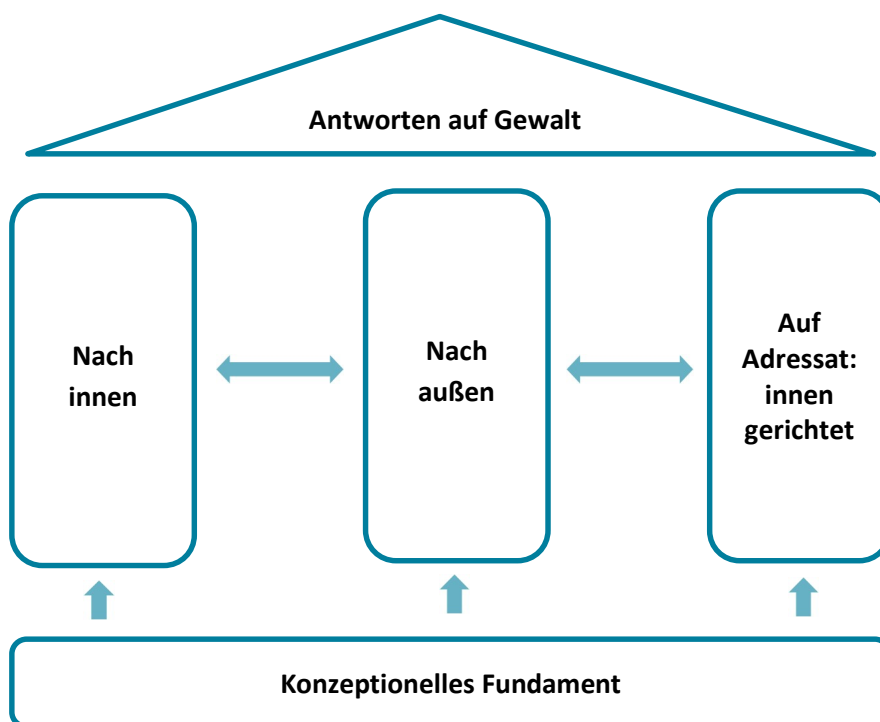 Antworten auf Gewalt
Nach
innen
Nach
außen
Auf
Adressat:
innen
gerichtet
Konzeptionelles Fundament